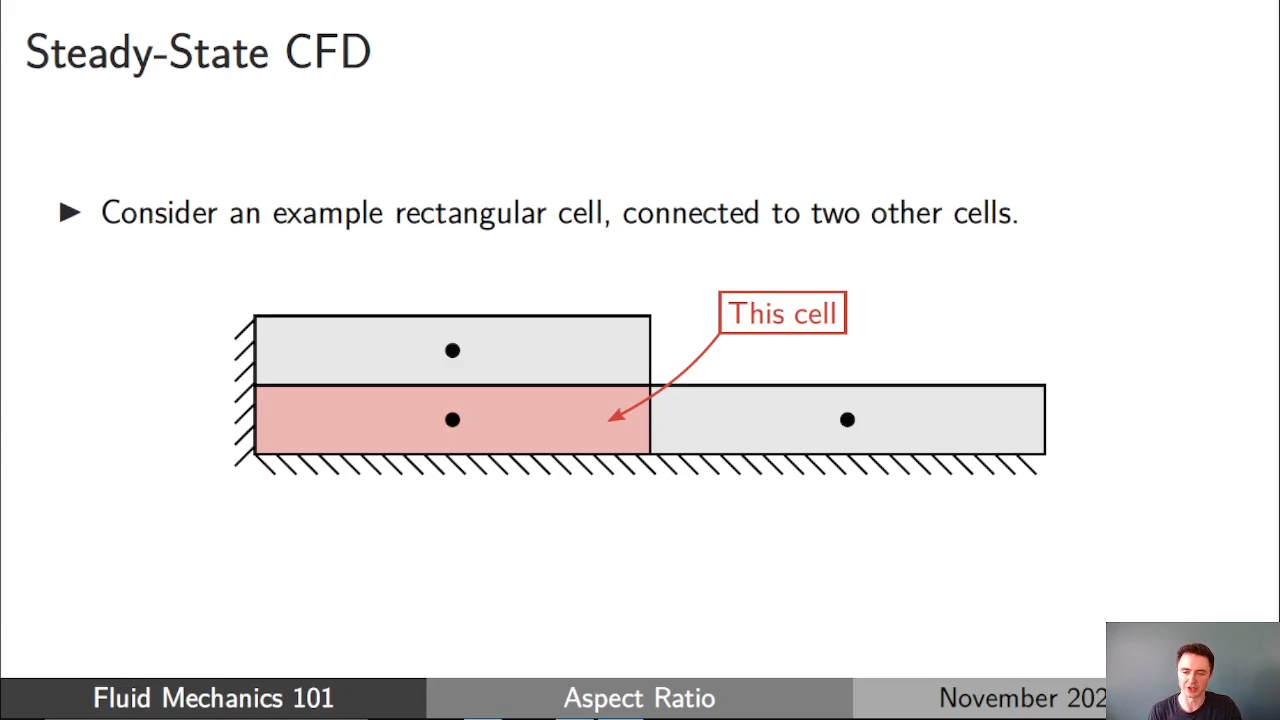 Steady-State CFD
▶ Consider an example rectangular cell, connected to two other cells.
This cell
Fluid Mechanics 101
Aspect Ratio
November